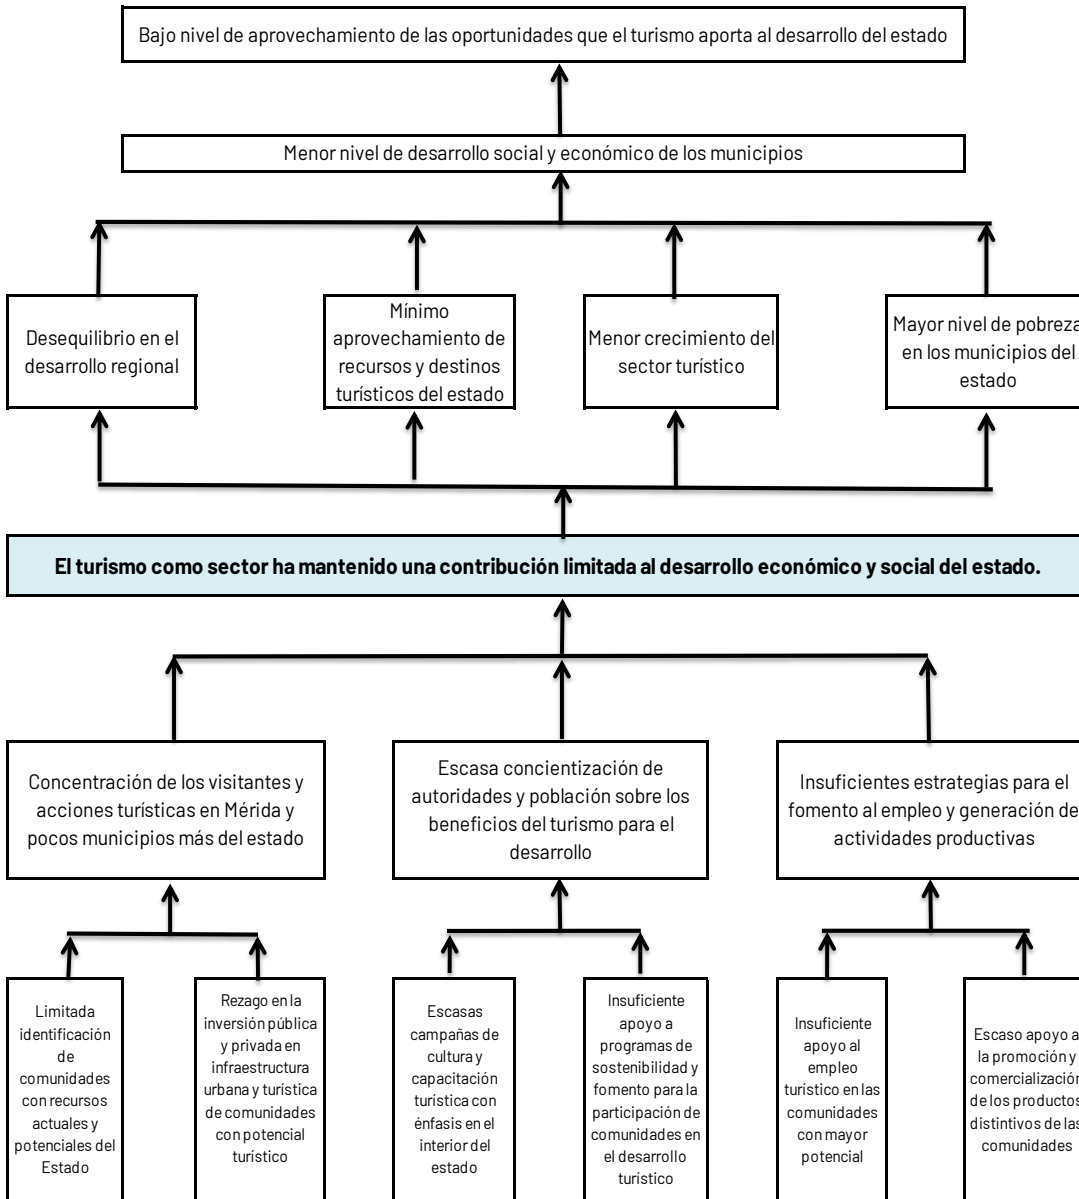 Bajo nivel de aprovechamiento de las oportunidades que el turismo aporta al desarrollo del estado
Menor nivel de desarrollo social y económico de los municipios
Desequilibrio en el
desarrollo regional
Mínimo
aprovechamiento de
recursos y destinos
turísticos del estado
Menor crecimiento del
sector turístico
Mayor nivel de pobreza
en los municipios del
estado
El turismo como sector ha mantenido una contribución limitada al desarrollo económico y social del estado.
Concentración de los visitantes y
acciones turísticas en Mérida y
pocos municipios más del estado
Escasa concientización de
autoridades y población sobre los
beneficios del turismo para el
desarrollo
Insuficientes estrategias para el
fomento al empleo y generación de
actividades productivas
Limitada
identificación
de
comunidades
con recursos
actuales y
potenciales del
Estado
Rezago en la
inversión pública
y privada en
infraestructura
urbana y turística
de comunidades
con potencial
turístico
Escasas
campañas de
cultura y
capacitación
turística con
énfasis en el
interior del
estado
Insuficiente
apoyo a
programas de
sostenibilidad y
fomento para la
participación de
comunidades en
el desarrollo
turístico
Insuficiente
apoyo al
empleo
turístico en las
comunidades
con mayor
potencial
Escaso apoyo a
la promoción y
comercialización
de los productos
distintivos de las
comunidades